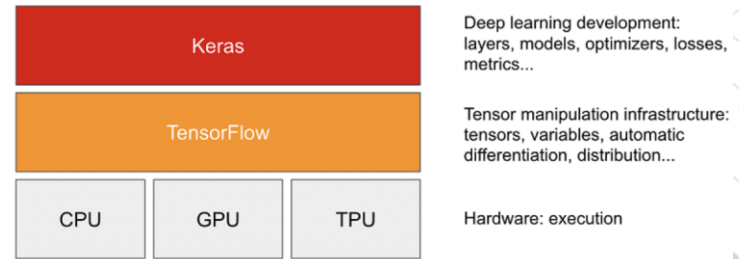 Keras
Deep learning development:
layers, models, optimizers, losses,
metrics...
TensorFlow
Tensor manipulation infrastructure:
tensors, variables, automatic
differentiation, distribution...
CPU
GPU
TPU
Hardware: execution